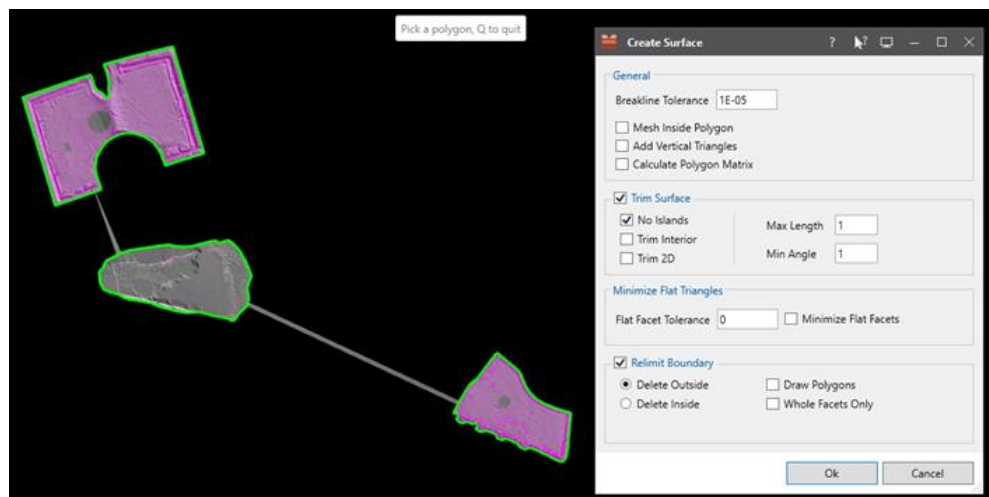 Pick a polygon, Q to quit
Create Surface
?
?
General
Breakline Tolerance 1E-05
Mesh Inside Polygon
Add Vertical Triangles
Calculate Polygon Matrix
Trim Surface
No Islands
Max Length 1
Trim Interior
Min Angle 1
Trim 2D
Minimize Flat Triangles
Flat Facet Tolerance 0 Minimize Flat Facets
Relimit Boundary
Delete Outside Draw Polygons
Delete Inside Whole Facets Only
Ok Cancel